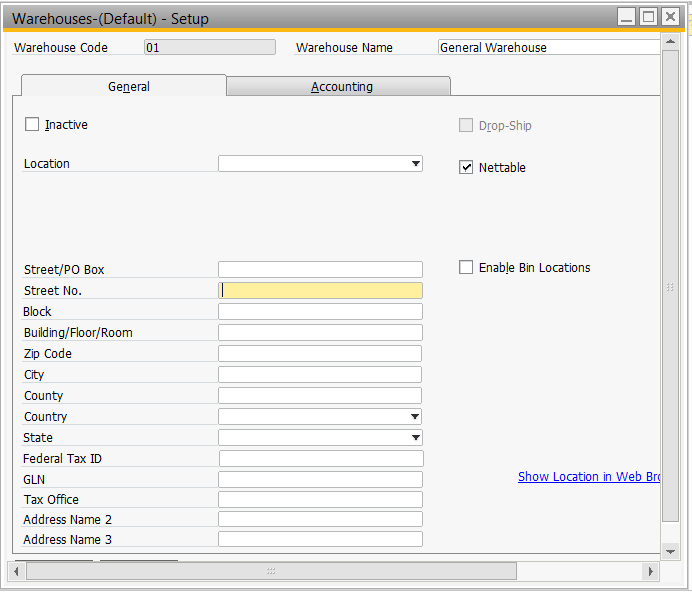 Warehouses-(Default) - Setup
Warehouse Code 01 Warehouse Name General Warehouse
General Accounting
Inactive Drop-Ship
Location Nettable
Street/PO Box Enable Bin Locations
Street No.
Block
Building/Floor/Room
Zip Code
City
County
Country
State
Federal Tax ID
GLN Show Location in Web Bro
Tax Office
Address Name 2
Address Name 3